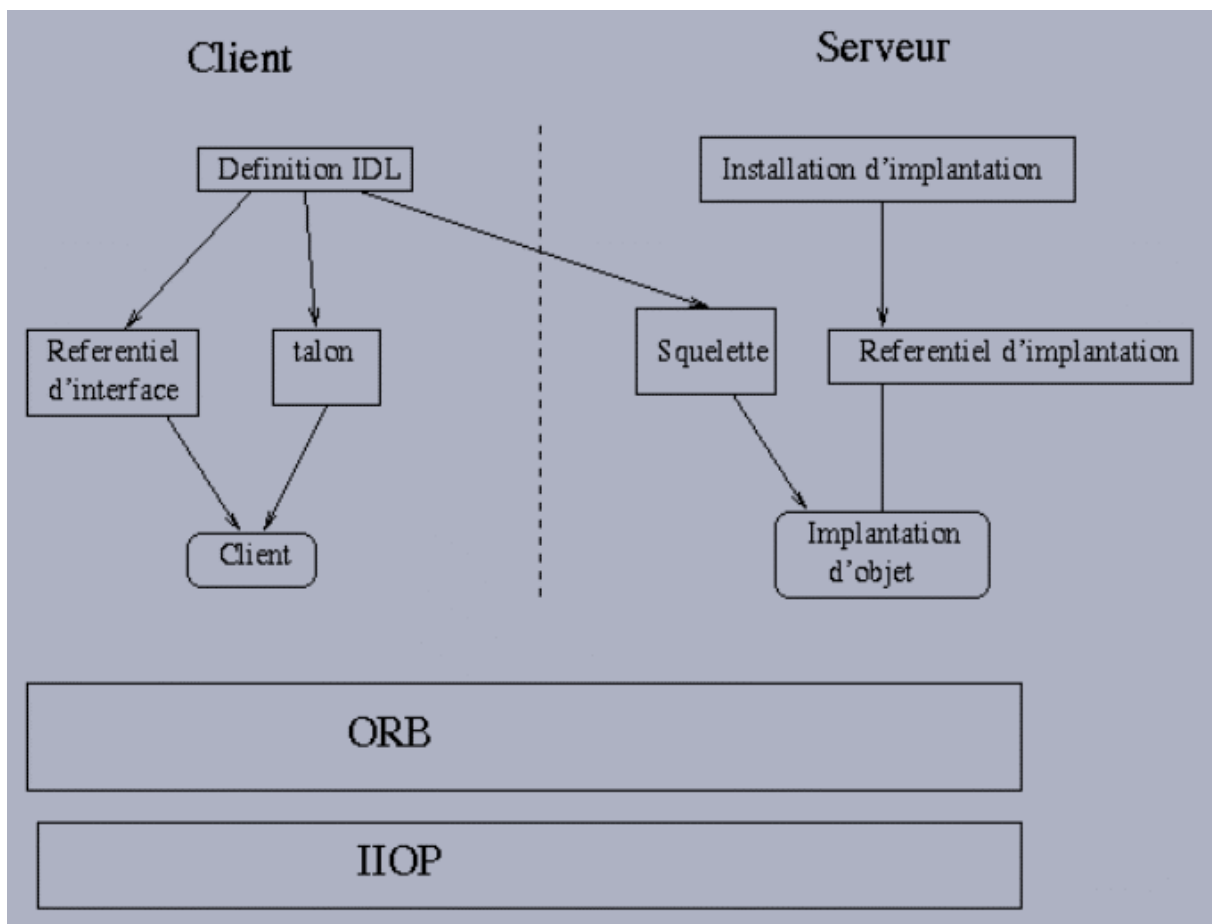 Client
Serveur
Definition IDL
Installation d'implantation
Referentiel
d'interface
talon
Squelette
Referentiel d'implantation
Client
Implantation
d'objet
ORB
IIOP